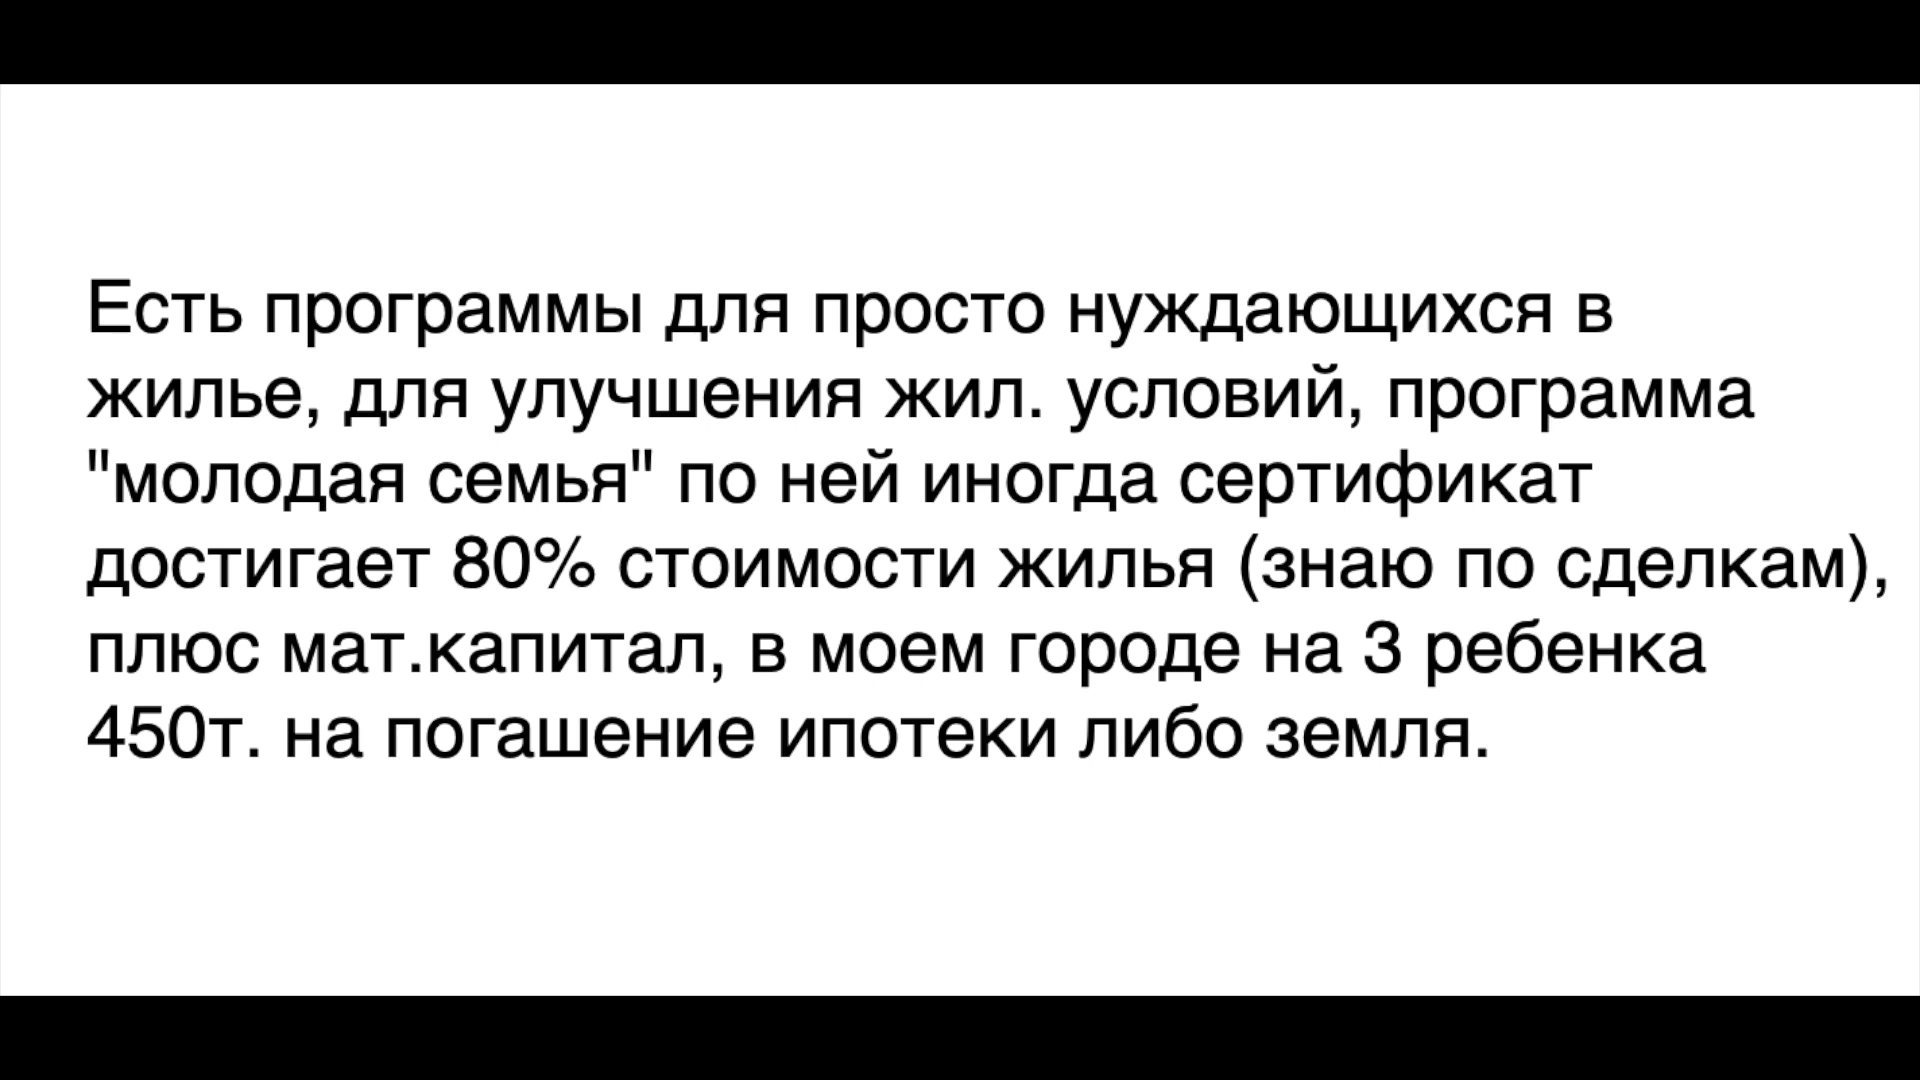 Есть программы для просто нуждающихся в
жилье, для улучшения жил. условий, программа
"молодая семья" по ней иногда сертификат
достигает 80% стоимости жилья (знаю по сделкам),
плюс мат.капитал, в моем городе на 3 ребенка
450т. на погашение ипотеки либо земля.